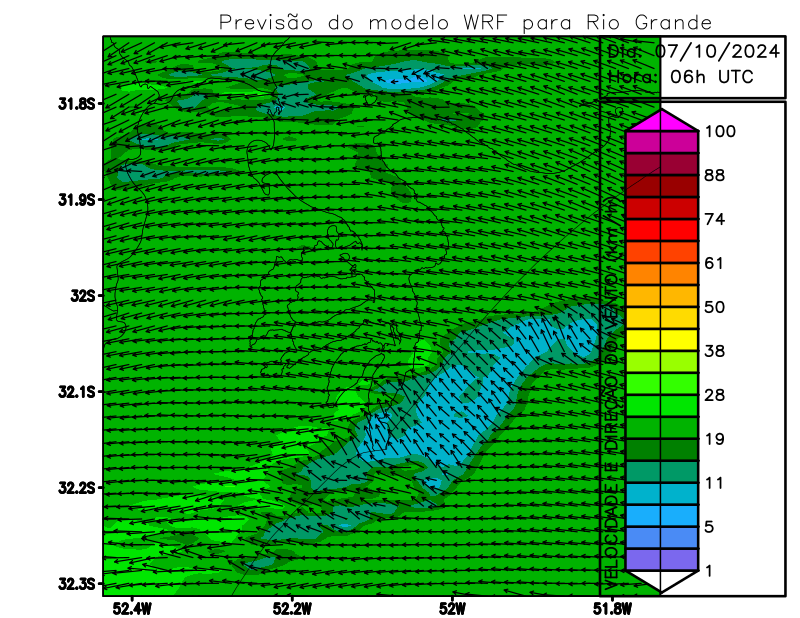 Previsão do modelo WRF para Rio Grande
Dia: 07/10/2024
Hora: 06h UTC
31.8S
31.9S
32S
32.1S
32.2S
32.3S
52.4W
52.2W
52W
51.8W
VELOCIDADE E DIREÇÃO DO VENTO (km/h)
100
88
74
61
50
38
28
19
11
5
1